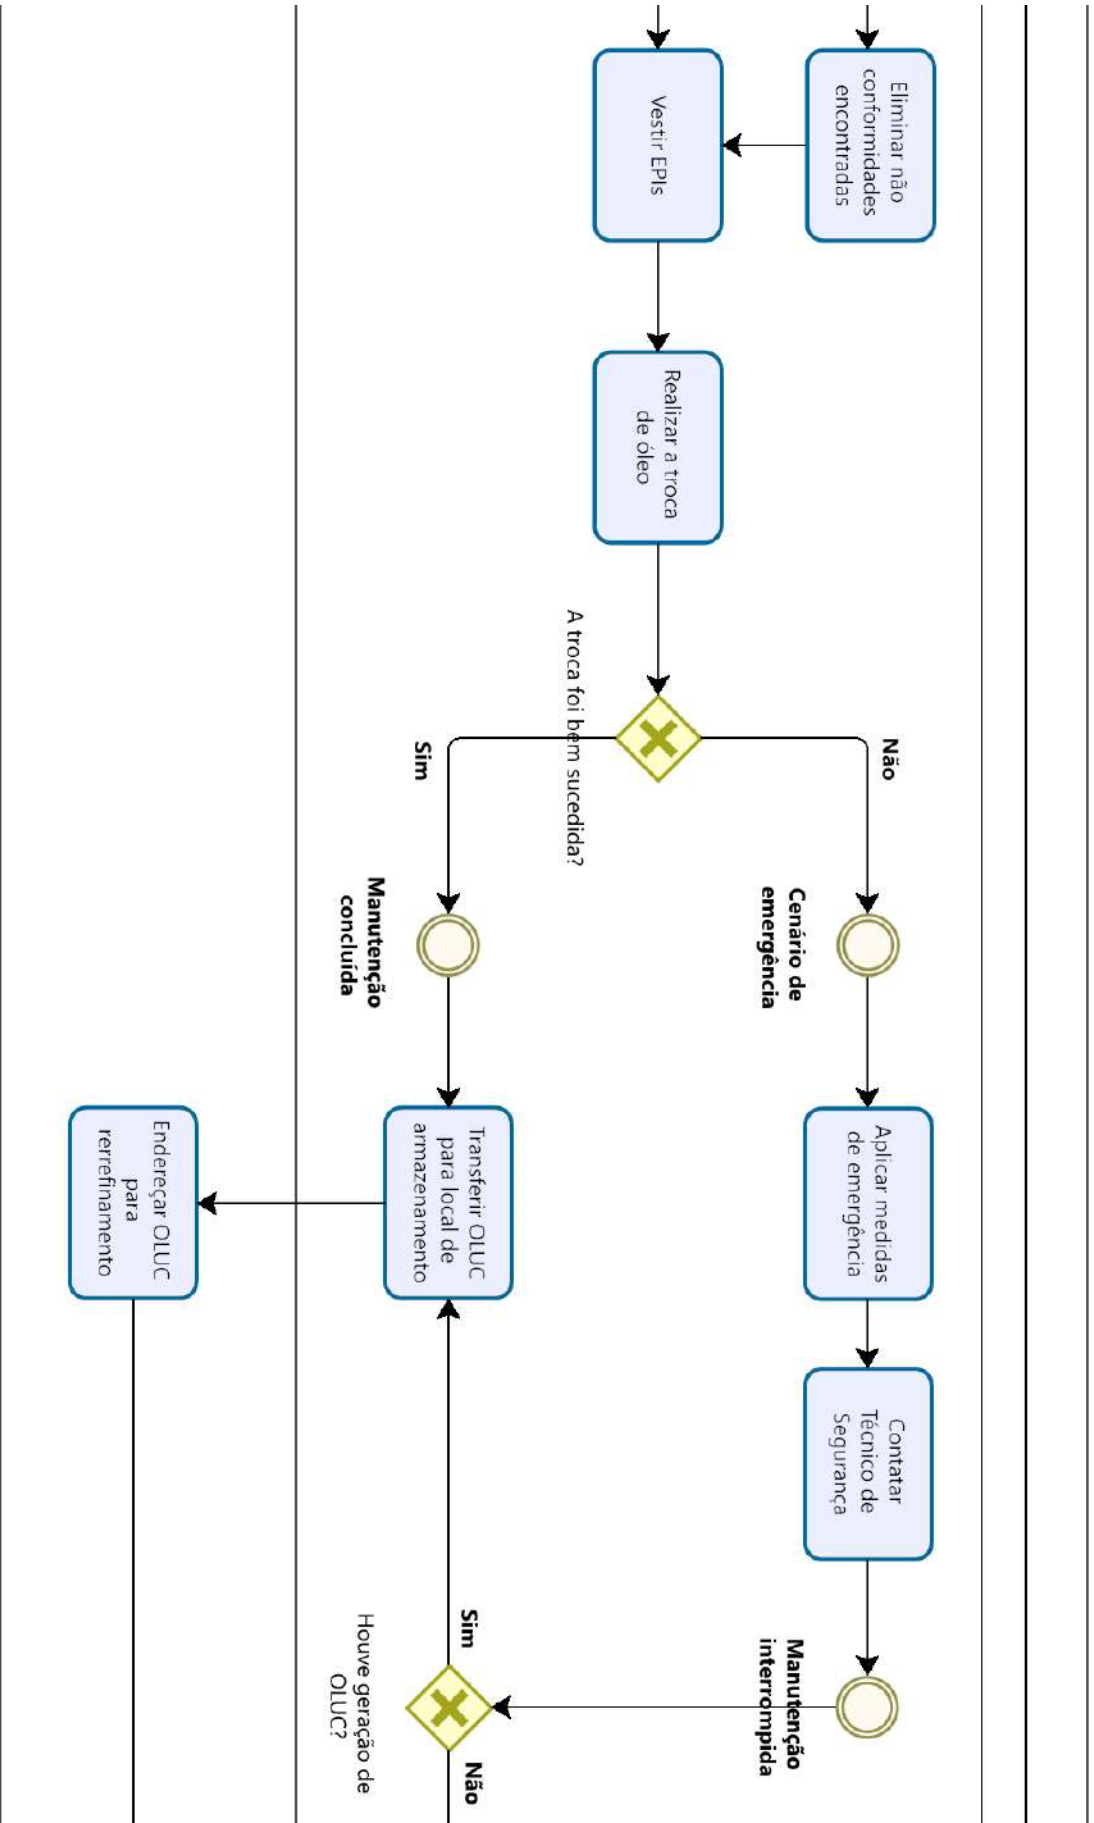 Eliminar não
conformidades
encontradas
Vestir EPIs
Realizar a troca
de óleo
A troca foi bem sucedida?
Não
Cenário de
emergência
Aplicar medidas
de emergência
Contatar
Técnico de
Segurança
Manutenção
interrompida
Sim
Manutenção
concluída
Transferir OLUC
para local de
armazenamento
Sim
Houve geração de
OLUC?
Não
Endereçar OLUC
para
rerrefinamento